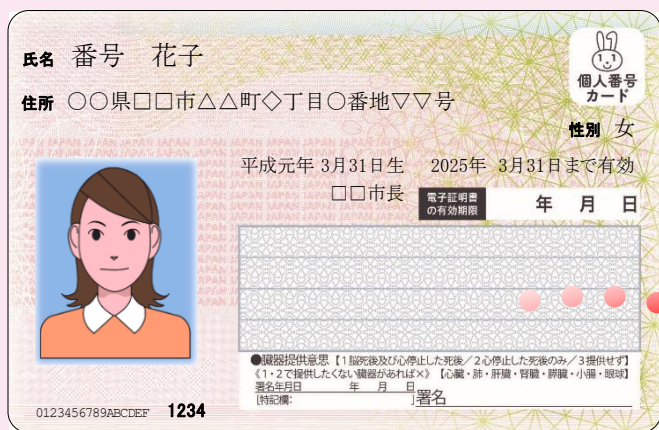 氏名 番号 花子
個人番号
カード
住所 ○○県□□市△△町◇丁目○番地▽▽号
性別 女
平成元年 3月31日生 2025年 3月31日まで有効
□□市長
電子証明書
の有効期限
年 月 日
●臓器提供意思【1脳死後及び心停止した死後／2心停止した死後のみ／3提供せず】
《1・2で提供したくない臓器があれば×》【心臓・肺・肝臓・腎臓・膵臓・小腸・眼球】
署名年月日 年 月 日
[特記欄: ]署名
0123456789ABCDEF 1234